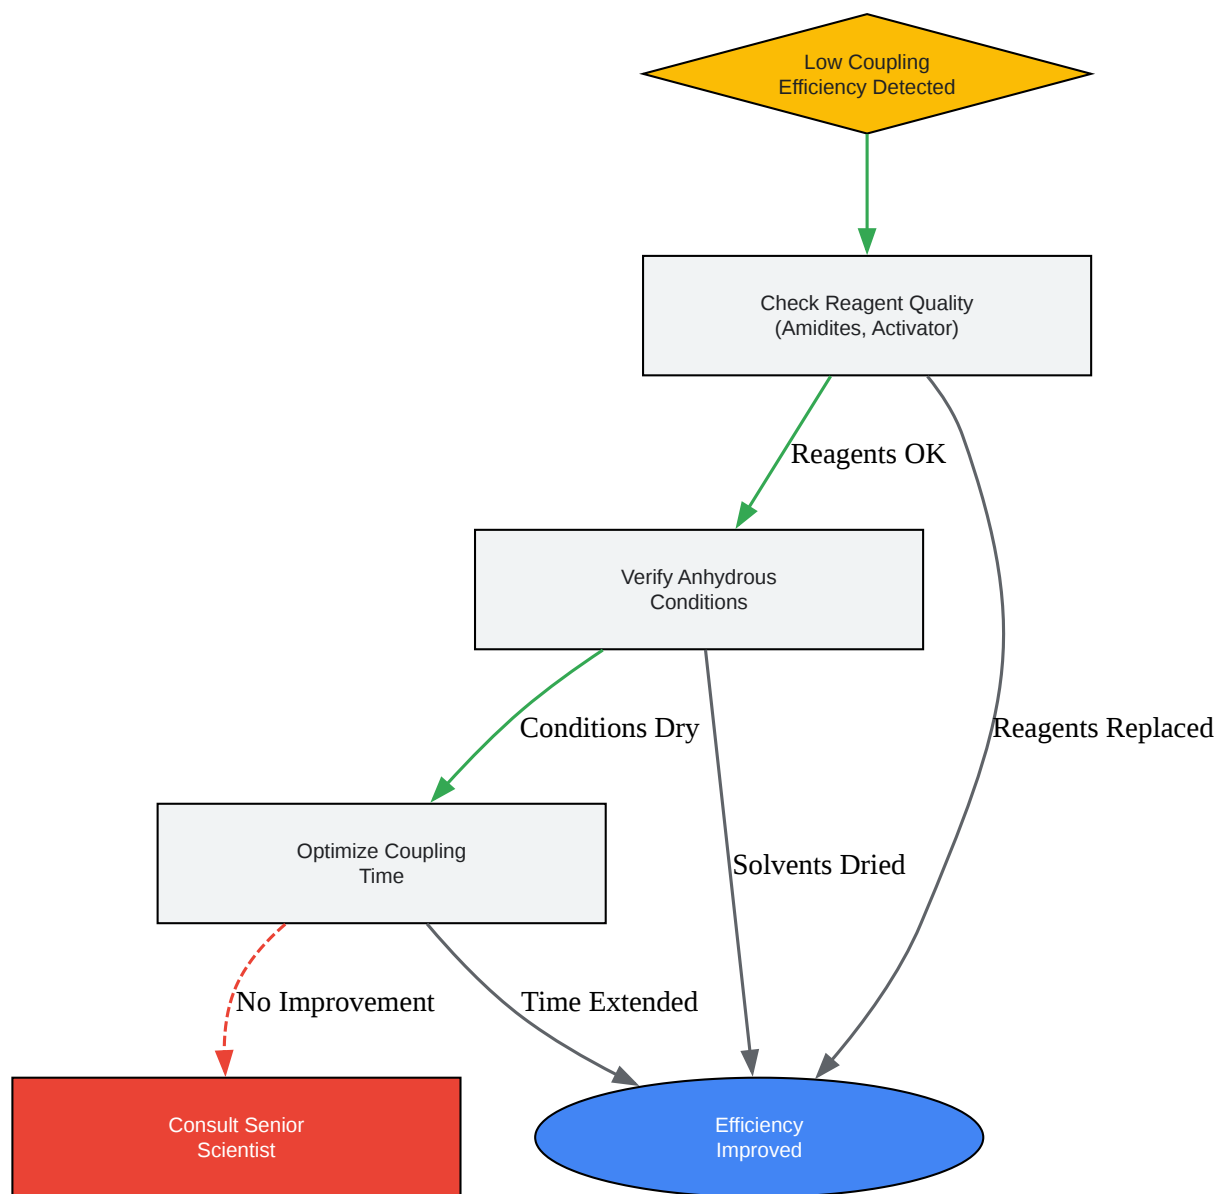 Low Coupling
Efficiency Detected
Check Reagent Quality
(Amidites, Activator)
Reagents OK
Verify Anhydrous
Conditions
Conditions Dry
Reagents Replaced
Optimize Coupling
Time
Solvents Dried
No Improvement
Time Extended
Consult Senior
Scientist
Efficiency
Improved